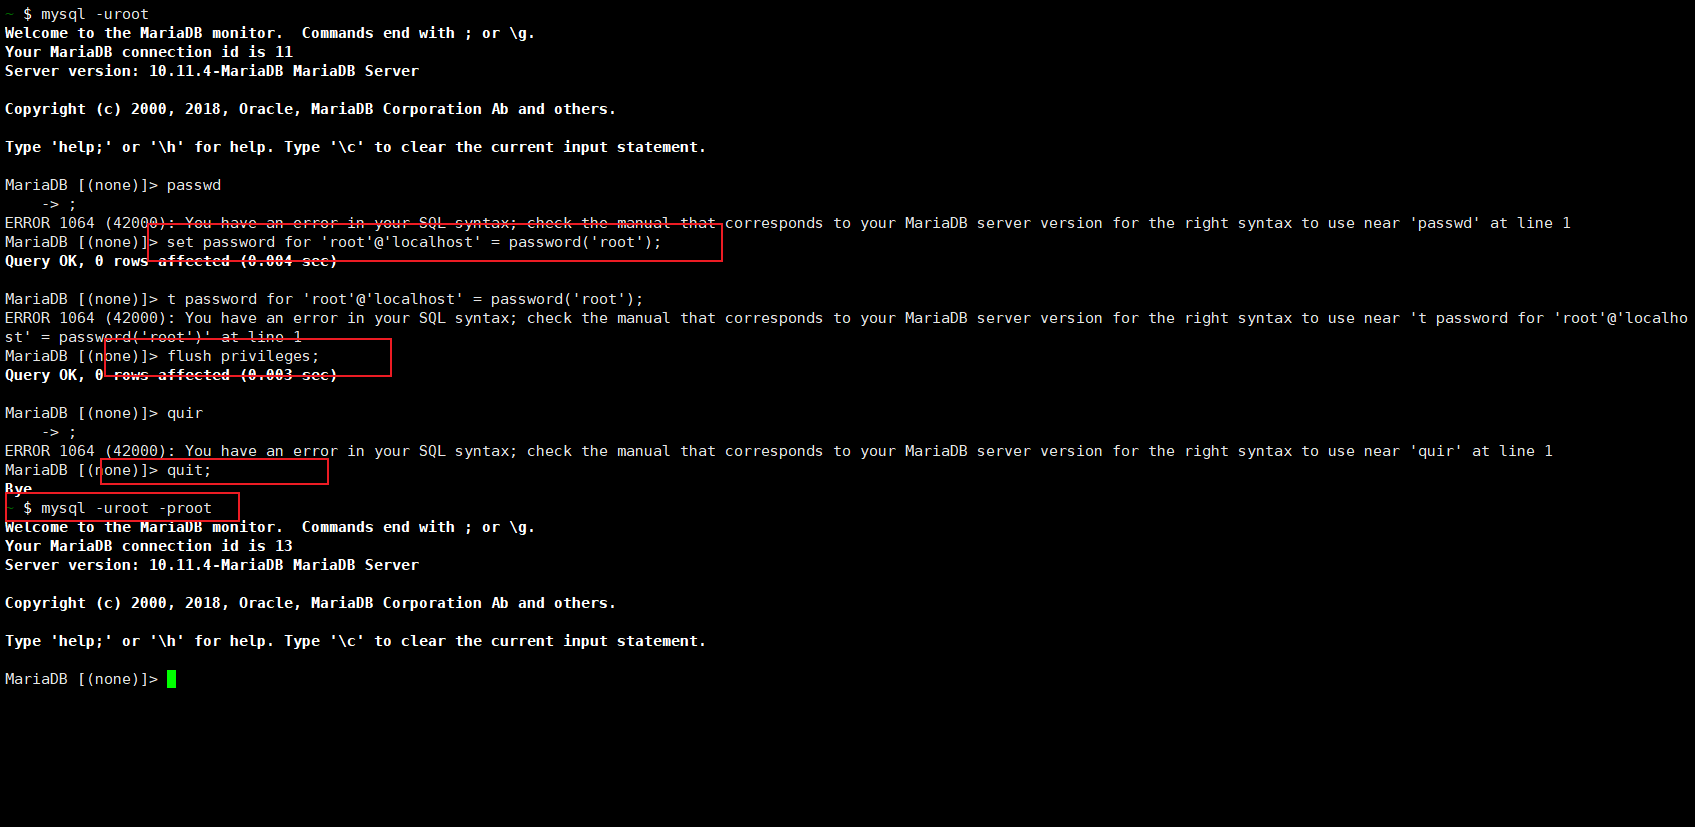 ~ $ mysql -uroot
Welcome to the MariaDB monitor.  Commands end with ; or \g.
Your MariaDB connection id is 11
Server version: 10.11.4-MariaDB MariaDB Server
Copyright (c) 2000, 2018, Oracle, MariaDB Corporation Ab and others.
Type 'help;' or '\h' for help. Type '\c' to clear the current input statement.
MariaDB [(none)]> passwd
    -> ;
ERROR 1064 (42000): You have an error in your SQL syntax; check the manual that corresponds to your MariaDB server version for the right syntax to use near 'passwd' at line 1
MariaDB [(none)]> set password for 'root'@'localhost' = password('root');
Query OK, 0 rows affected (0.004 sec)
MariaDB [(none)]> t password for 'root'@'localhost' = password('root');
ERROR 1064 (42000): You have an error in your SQL syntax; check the manual that corresponds to your MariaDB server version for the right syntax to use near 't password for 'root'@'localho
st' = password('root')' at line 1
MariaDB [(none)]> flush privileges;
Query OK, 0 rows affected (0.003 sec)
MariaDB [(none)]> quir
    -> ;
ERROR 1064 (42000): You have an error in your SQL syntax; check the manual that corresponds to your MariaDB server version for the right syntax to use near 'quir' at line 1
MariaDB [(none)]> quit;
Bye
~ $ mysql -uroot -proot
Welcome to the MariaDB monitor.  Commands end with ; or \g.
Your MariaDB connection id is 13
Server version: 10.11.4-MariaDB MariaDB Server
Copyright (c) 2000, 2018, Oracle, MariaDB Corporation Ab and others.
Type 'help;' or '\h' for help. Type '\c' to clear the current input statement.
MariaDB [(none)]>